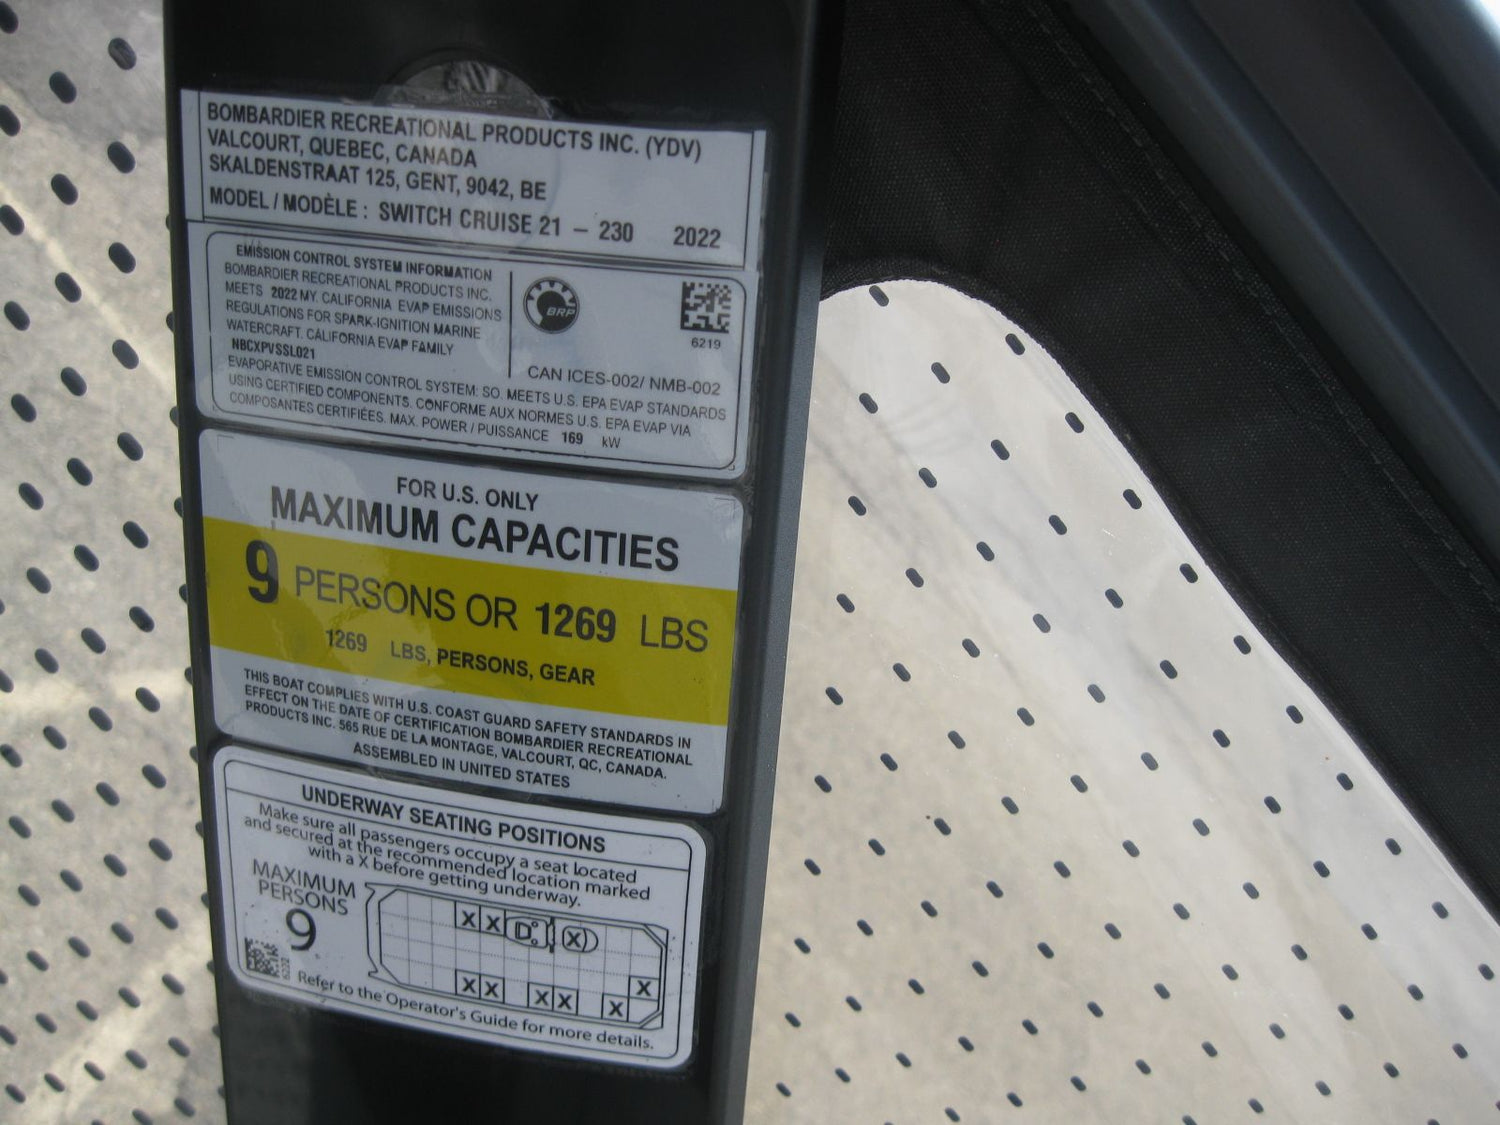 BOMBARDIER RECREATIONAL PRODUCTS INC. (YDV)
VALCOURT, QUEBEC, CANADA
SKALDENSTRAAT 125, GENT, 9042, BE
MODEL / MODÈLE : SWITCH CRUISE 21 – 230 2022
EMISSION CONTROL SYSTEM INFORMATION
BOMBARDIER RECREATIONAL PRODUCTS INC.
MEETS 2022 MY. CALIFORNIA EVAP EMISSIONS
REGULATIONS FOR SPARK-IGNITION MARINE
WATERCRAFT. CALIFORNIA EVAP FAMILY
NBCXPVSSL021
BRP
6219
CAN ICES-002/ NMB-002
EVAPORATIVE EMISSION CONTROL SYSTEM: SO. MEETS U.S. EPA EVAP STANDARDS
USING CERTIFIED COMPONENTS. CONFORME AUX NORMES U.S. EPA EVAP VIA
COMPOSANTES CERTIFIÉES. MAX. POWER / PUISSANCE 169 kW
FOR U.S. ONLY
MAXIMUM CAPACITIES
9 PERSONS OR 1269 LBS
1269 LBS, PERSONS, GEAR
THIS BOAT COMPLIES WITH U.S. COAST GUARD SAFETY STANDARDS IN
EFFECT ON THE DATE OF CERTIFICATION BOMBARDIER RECREATIONAL
PRODUCTS INC. 565 RUE DE LA MONTAGE, VALCOURT, QC, CANADA.
ASSEMBLED IN UNITED STATES
UNDERWAY SEATING POSITIONS
Make sure all passengers occupy a seat located
and secured at the recommended location marked
with a X before getting underway.
MAXIMUM
PERSONS
9
X X D X
X
X X X X X
Refer to the Operator's Guide for more details.